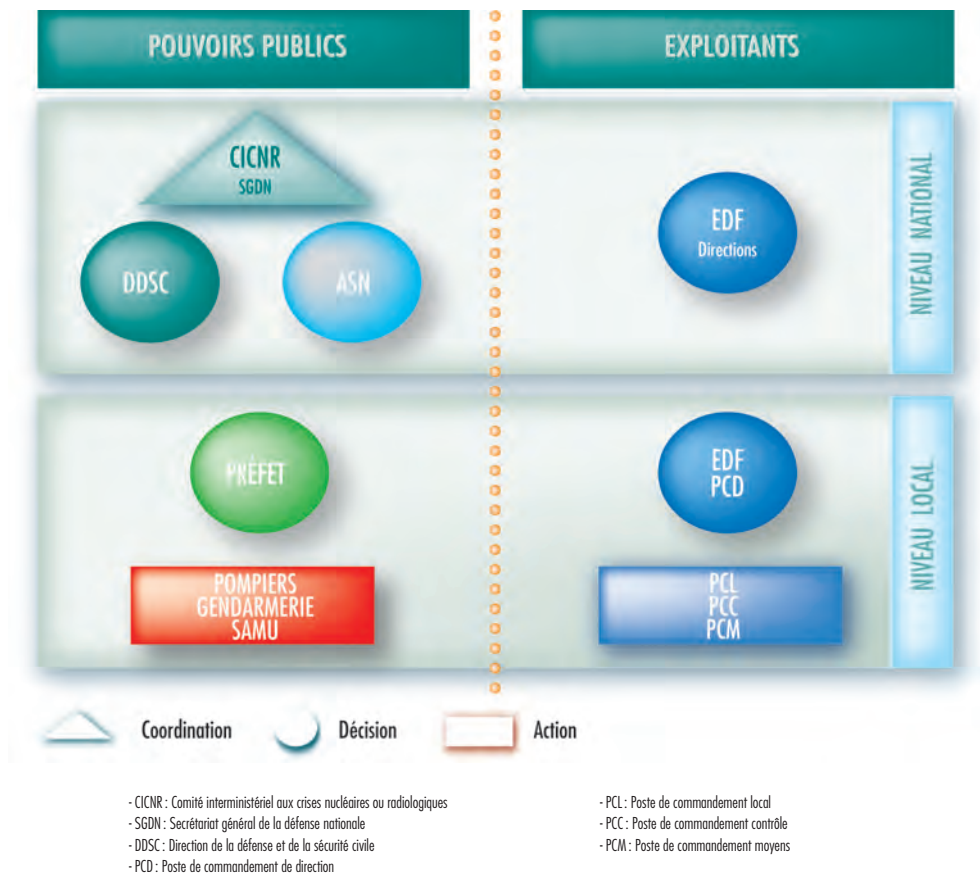 POUVOIRS PUBLICS
EXPLOITANTS
CICNR
SGDN
DDSC
ASN
EDF
Directions
NIVEAU NATIONAL
PRÉFET
POMPIERS
GENDARMERIE
SAMU
EDF
PCD
PCL
PCC
PCM
NIVEAU LOCAL
Coordination
Décision
Action
- CICNR : Comité interministériel aux crises nucléaires ou radiologiques
- SGDN : Secrétariat général de la défense nationale
- DDSC : Direction de la défense et de la sécurité civile
- PCD : Poste de commandement de direction
- PCL : Poste de commandement local
- PCC : Poste de commandement contrôle
- PCM : Poste de commandement moyens